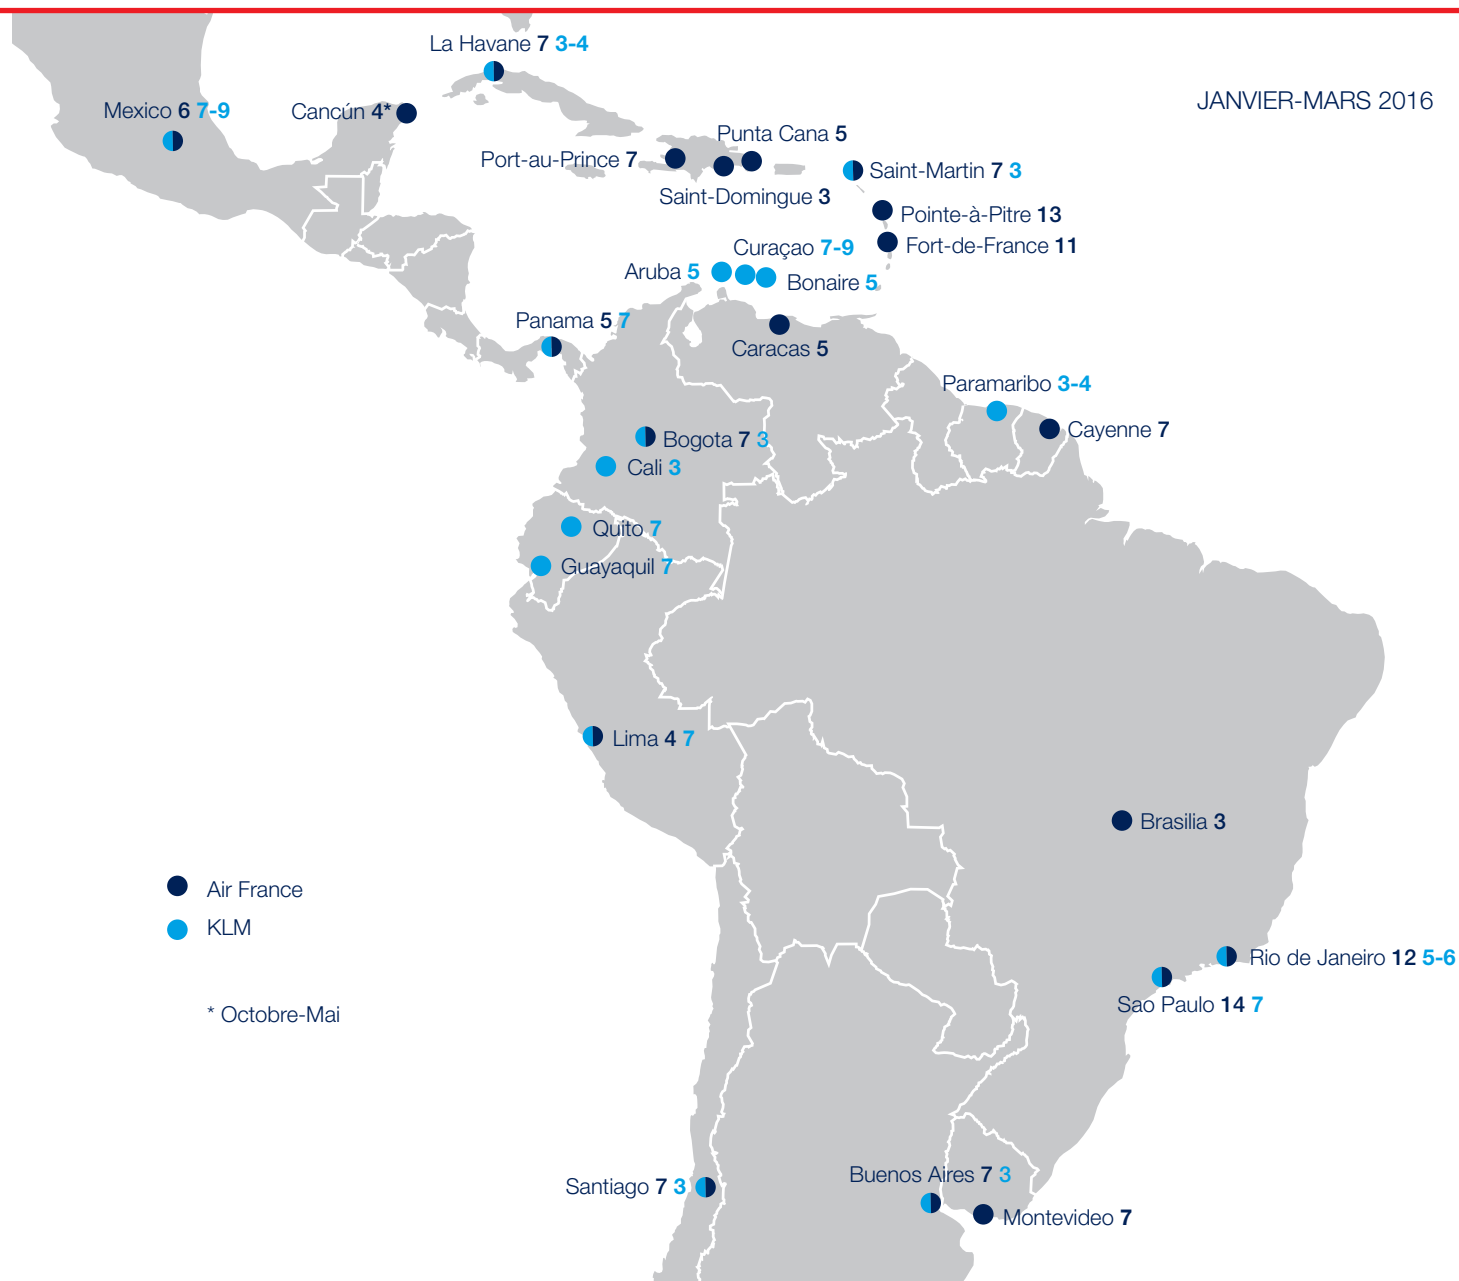 La Havane 7 3-4
JANVIER-MARS 2016
Mexico 6 7-9
Cancún 4*
Punta Cana 5
Port-au-Prince 7
Saint-Martin 7 3
Saint-Domingue 3
Pointe-à-Pitre 13
Fort-de-France 11
Curaçao 7-9
Aruba 5
Bonaire 5
Panama 5 7
Caracas 5
Paramaribo 3-4
Cayenne 7
Bogota 7 3
Cali 3
Quito 7
Guayaquil 7
Lima 4 7
Brasilia 3
Air France
KLM
Rio de Janeiro 12 5-6
Sao Paulo 14 7
* Octobre-Mai
Buenos Aires 7 3
Santiago 7 3
Montevideo 7